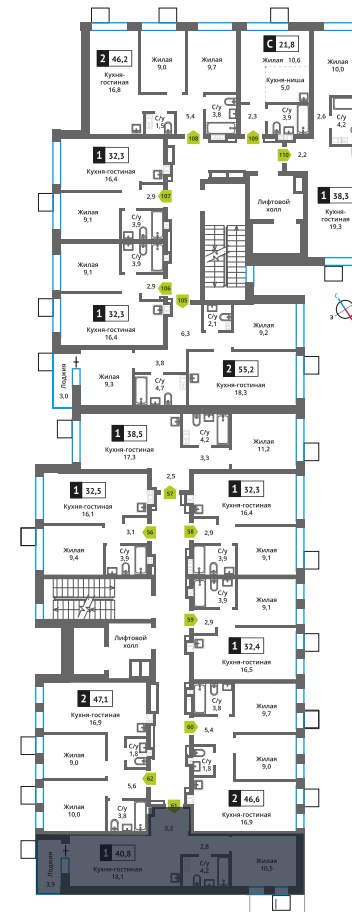 2 46,2
Кухня-
гостиная
16,8
Жилая
9,0
Жилая
9,7
С 21,8
Жилая 10,6
Кухня-ниша
5,0
Жилая
10,0
С/у
1,5
5,4
С/у
3,8
2,3
С/у
3,9
2,6
С/у
4,2
108
109
110
2,2
1 32,3
Кухня-гостиная
16,4
2,9
107
Жилая
9,1
С/у
3,9
Лифтовой
холл
1 38,3
Кухня-
гостиная
19,3
Жилая
9,1
С/у
3,9
2,9
106
105
1 32,3
Кухня-гостиная
16,4
З
С/у
2,1
Жилая
9,2
6,3
Лоджия
3,0
Жилая
9,3
3,8
С/у
4,7
2 55,2
Кухня-гостиная
18,3
1 38,5
Кухня-гостиная
17,3
С/у
4,2
Жилая
11,2
3,3
2,5
57
1 32,5
Кухня-гостиная
16,1
1 32,3
Кухня-гостиная
16,4
3,1
56
58
2,9
Жилая
9,4
С/у
3,9
С/у
3,9
Жилая
9,1
С/у
3,9
Жилая
9,1
59
2,9
Лифтовой
холл
1 32,4
Кухня-гостиная
16,5
2 47,1
Кухня-гостиная
16,9
С/у
3,8
Жилая
9,7
60
5,4
Жилая
9,0
С/у
1,8
С/у
1,8
Жилая
9,0
62
5,6
Жилая
10,0
С/у
3,8
2 46,6
Кухня-гостиная
16,9
61
3,2
Лоджия
3,9
1 40,8
Кухня-гостиная
18,1
2,8
С/у
4,2
Жилая
10,5